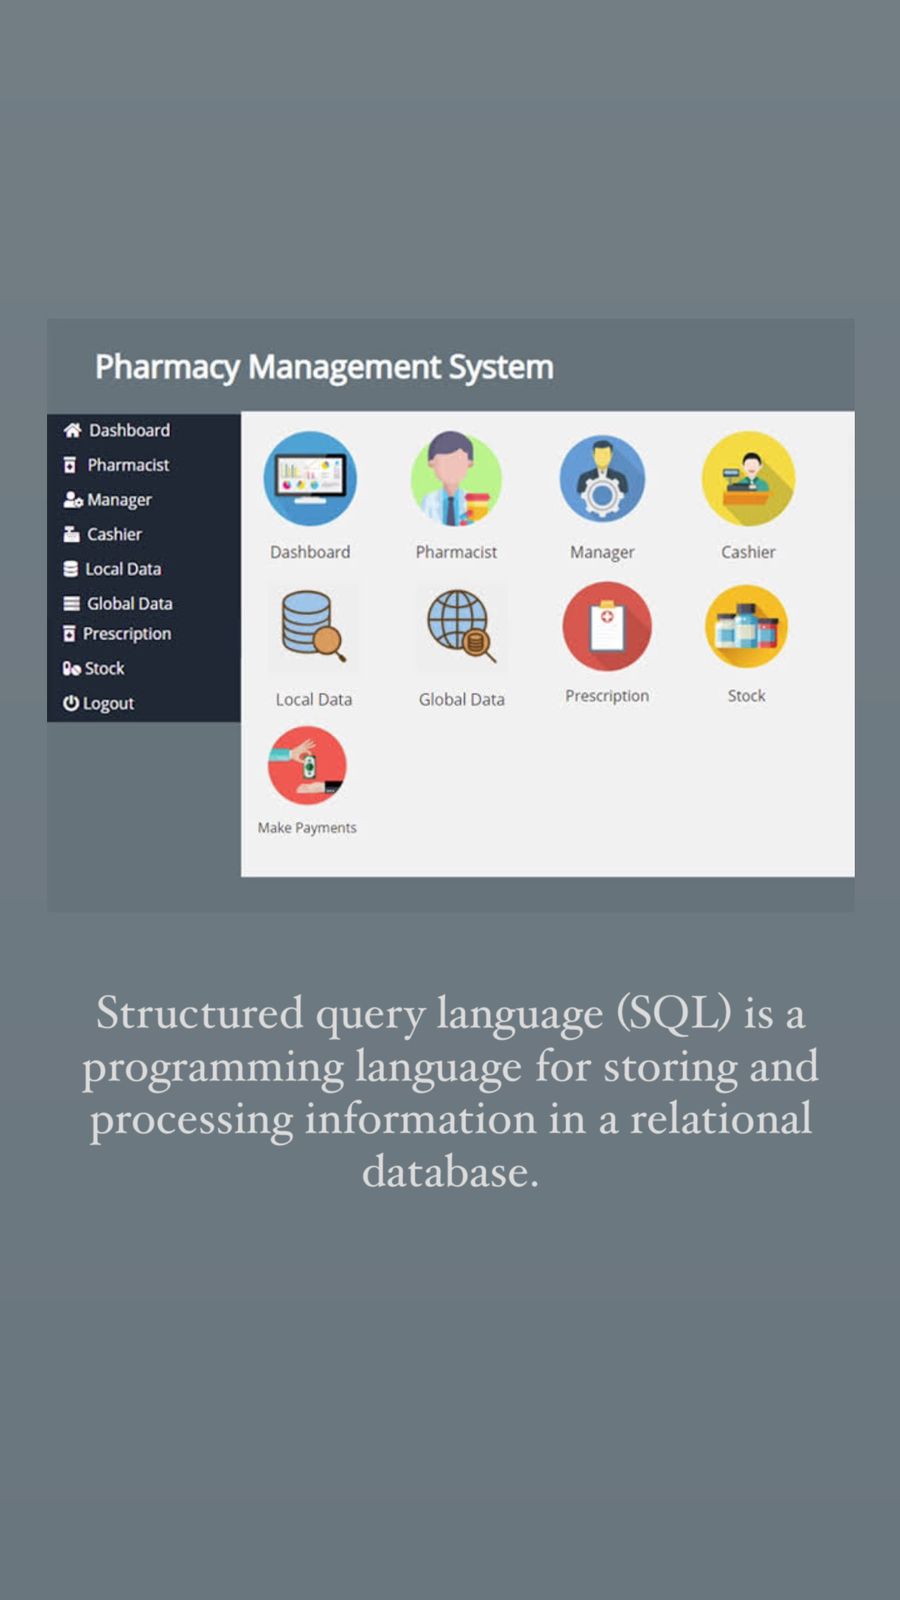 Pharmacy Management System
Dashboard
Pharmacist
Manager
Cashier
Local Data
Global Data
Prescription
Stock
Logout
Dashboard Pharmacist Manager Cashier
Local Data Global Data Prescription Stock
Make Payments
Structured query language (SQL) is a
programming language for storing and
processing information in a relational
database.